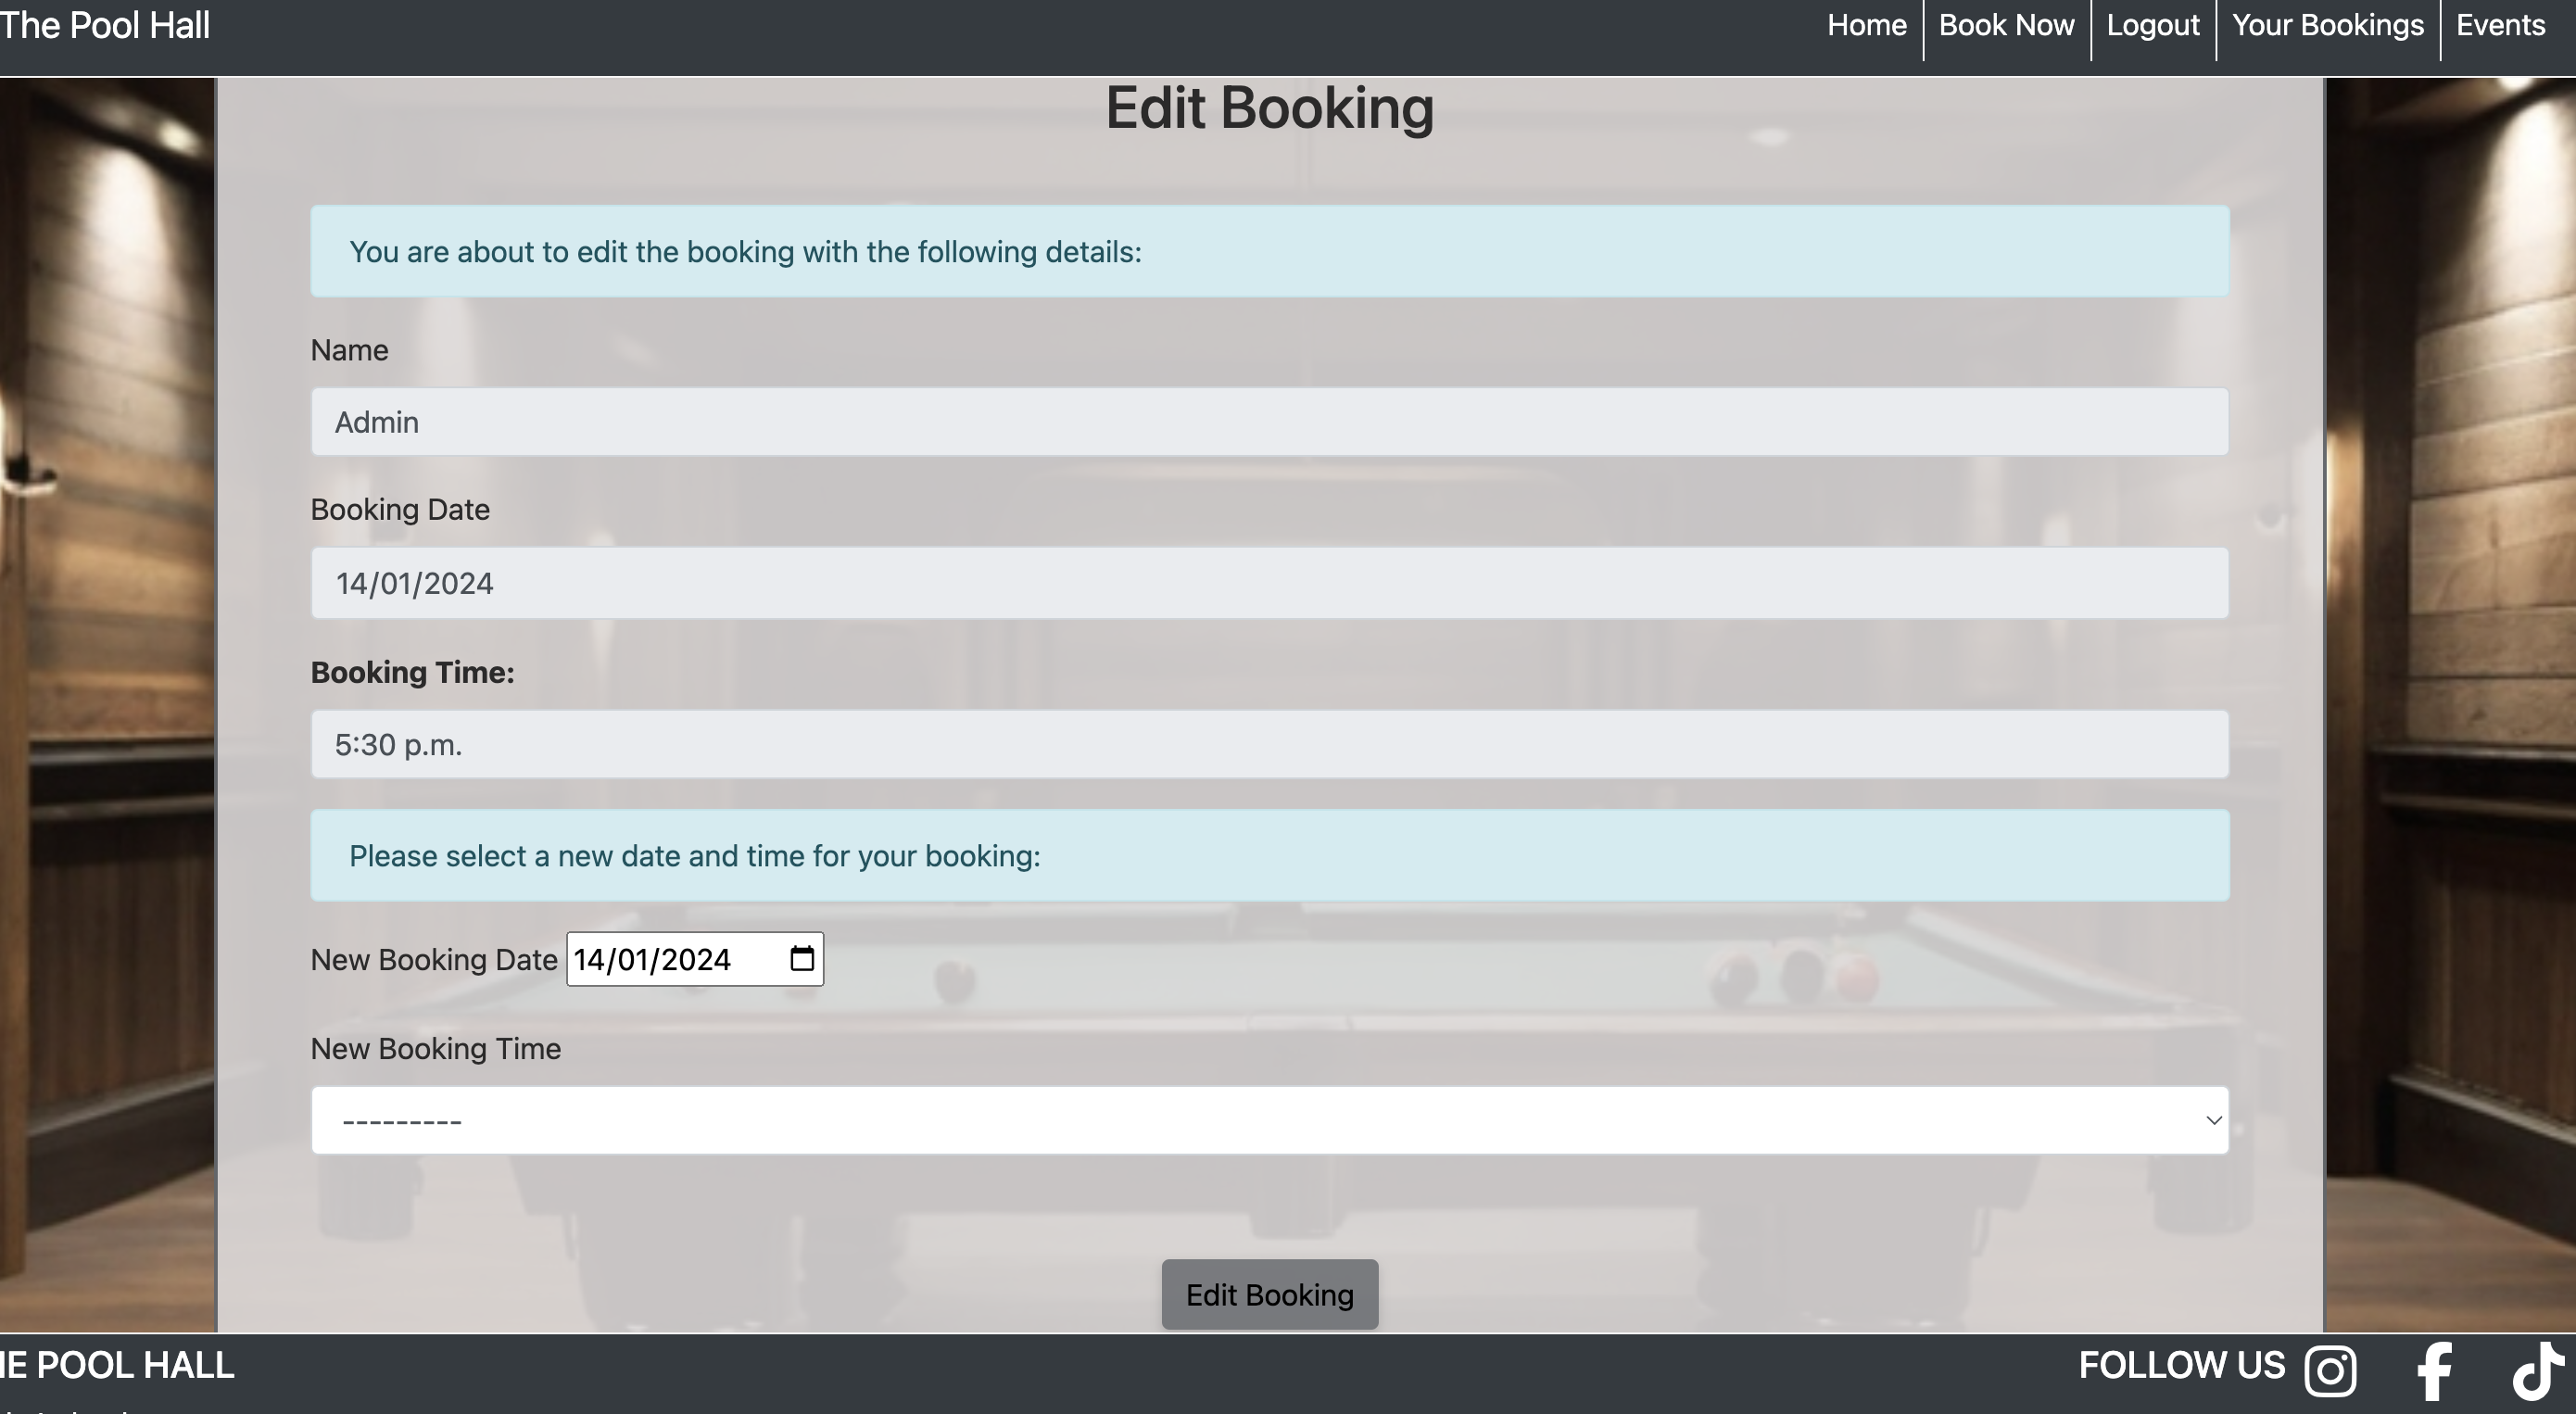 The Pool Hall
Home
Book Now
Logout
Your Bookings
Events
Edit Booking
You are about to edit the booking with the following details:
Name
Admin
Booking Date
14/01/2024
Booking Time:
5:30 p.m.
Please select a new date and time for your booking:
New Booking Date 14/01/2024
New Booking Time
---------
Edit Booking
E POOL HALL
FOLLOW US